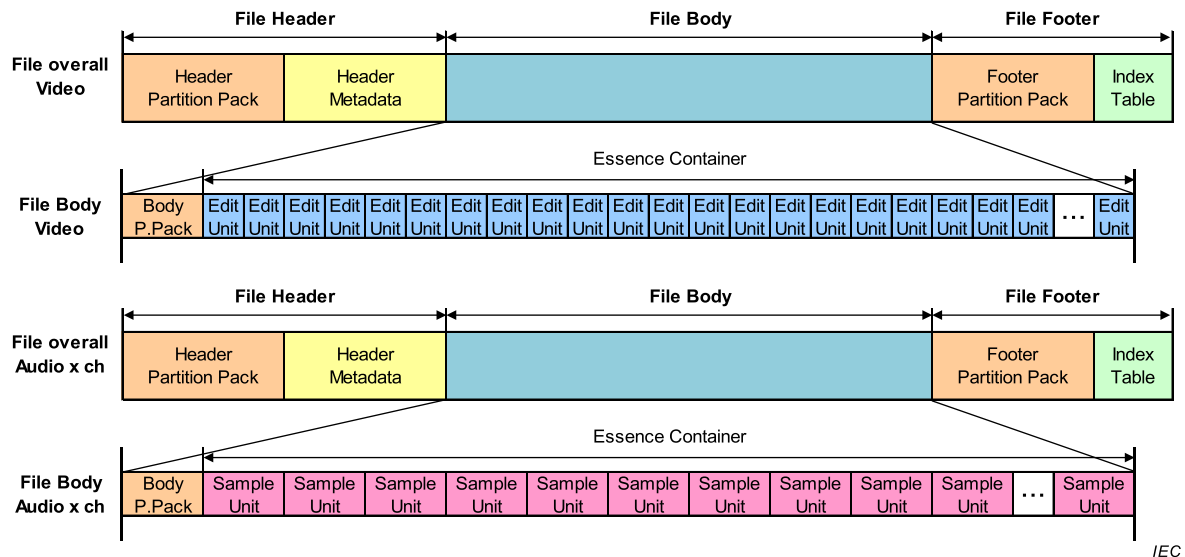 File Header File Body File Footer
File overall Header Header Footer Index
Video Partition Pack Metadata Partition Pack Table
Essence Container
File Body Body Edit Edit Edit Edit Edit Edit Edit Edit Edit Edit Edit Edit Edit Edit Edit Edit Edit Edit Edit Edit Edit ... Edit
Video P.Pack Unit Unit Unit Unit Unit Unit Unit Unit Unit Unit Unit Unit Unit Unit Unit Unit Unit Unit Unit Unit Unit Unit
File Header File Body File Footer
File overall Header Header Footer Index
Audio x ch Partition Pack Metadata Partition Pack Table
Essence Container
File Body Body Sample Sample Sample Sample Sample Sample Sample Sample Sample Sample ... Sample
Audio x ch P.Pack Unit Unit Unit Unit Unit Unit Unit Unit Unit Unit Unit
IEC